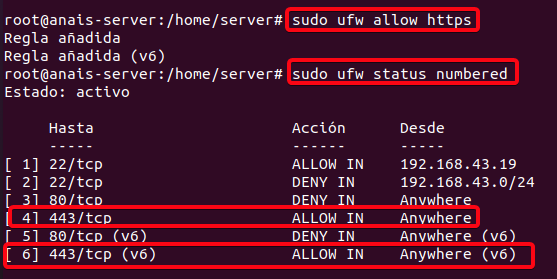 root@anais-server:/home/server# sudo ufw allow https
Regla añadida
Regla añadida (v6)
root@anais-server:/home/server# sudo ufw status numbered
Estado: activo
Hasta Acción Desde
----- ------ -----
[ 1] 22/tcp ALLOW IN 192.168.43.19
[ 2] 22/tcp DENY IN 192.168.43.0/24
[ 3] 80/tcp DENY IN Anywhere
[ 4] 443/tcp ALLOW IN Anywhere
[ 5] 80/tcp (v6) DENY IN Anywhere (v6)
[ 6] 443/tcp (v6) ALLOW IN Anywhere (v6)